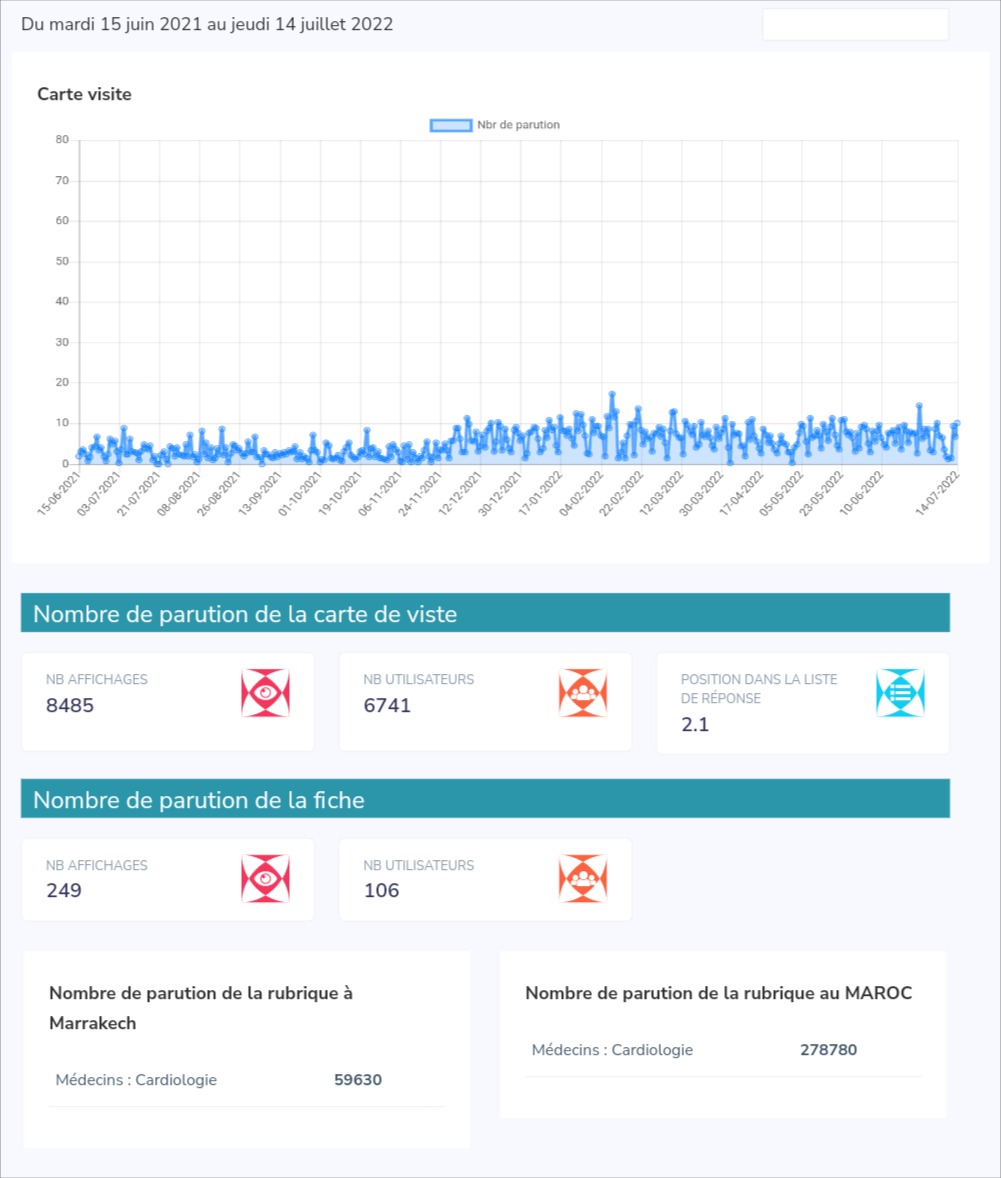 Du mardi 15 juin 2021 au jeudi 14 juillet 2022
Carte visite
Nbr de parution
80
70
60
50
40
30
20
10
0
15-06-2021
03-07-2021
21-07-2021
08-08-2021
26-08-2021
13-09-2021
01-10-2021
19-10-2021
06-11-2021
24-11-2021
12-12-2021
30-12-2021
17-01-2022
04-02-2022
22-02-2022
12-03-2022
30-03-2022
17-04-2022
05-05-2022
23-05-2022
10-06-2022
14-07-2022
Nombre de parution de la carte de viste
NB AFFICHAGES
8485
NB UTILISATEURS
6741
POSITION DANS LA LISTE
DE RÉPONSE
2.1
Nombre de parution de la fiche
NB AFFICHAGES
249
NB UTILISATEURS
106
Nombre de parution de la rubrique à
Marrakech
Médecins : Cardiologie 59630
Nombre de parution de la rubrique au MAROC
Médecins : Cardiologie 278780